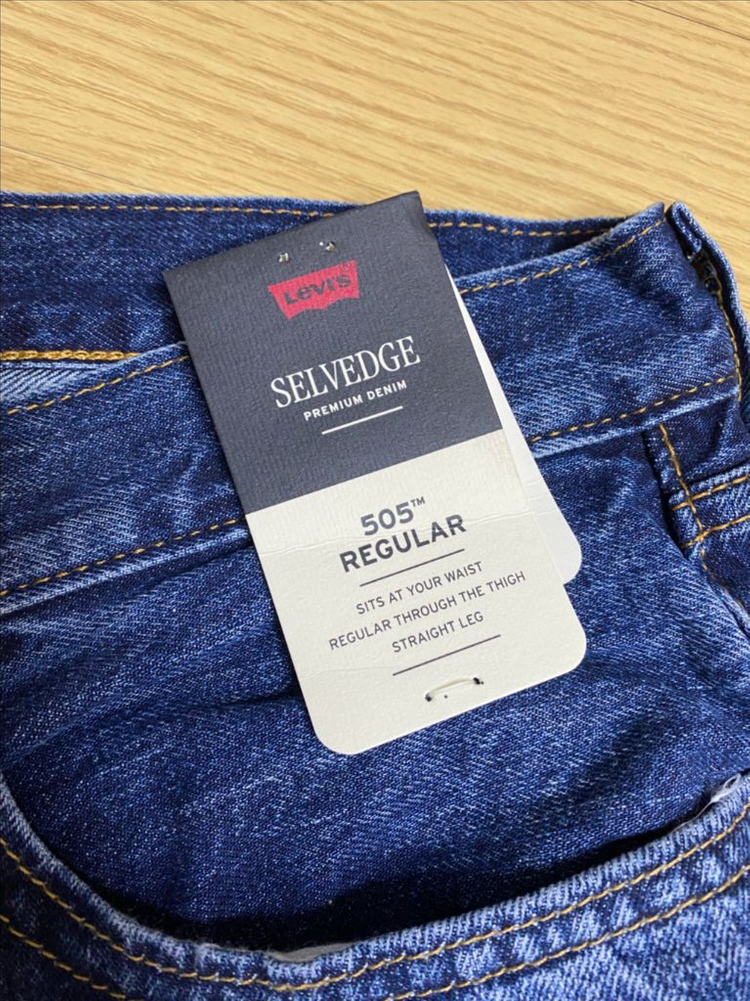 Levi's
SELVEDGE
PREMIUM DENIM
505™
REGULAR
SITS AT YOUR WAIST
REGULAR THROUGH THE THIGH
STRAIGHT LEG